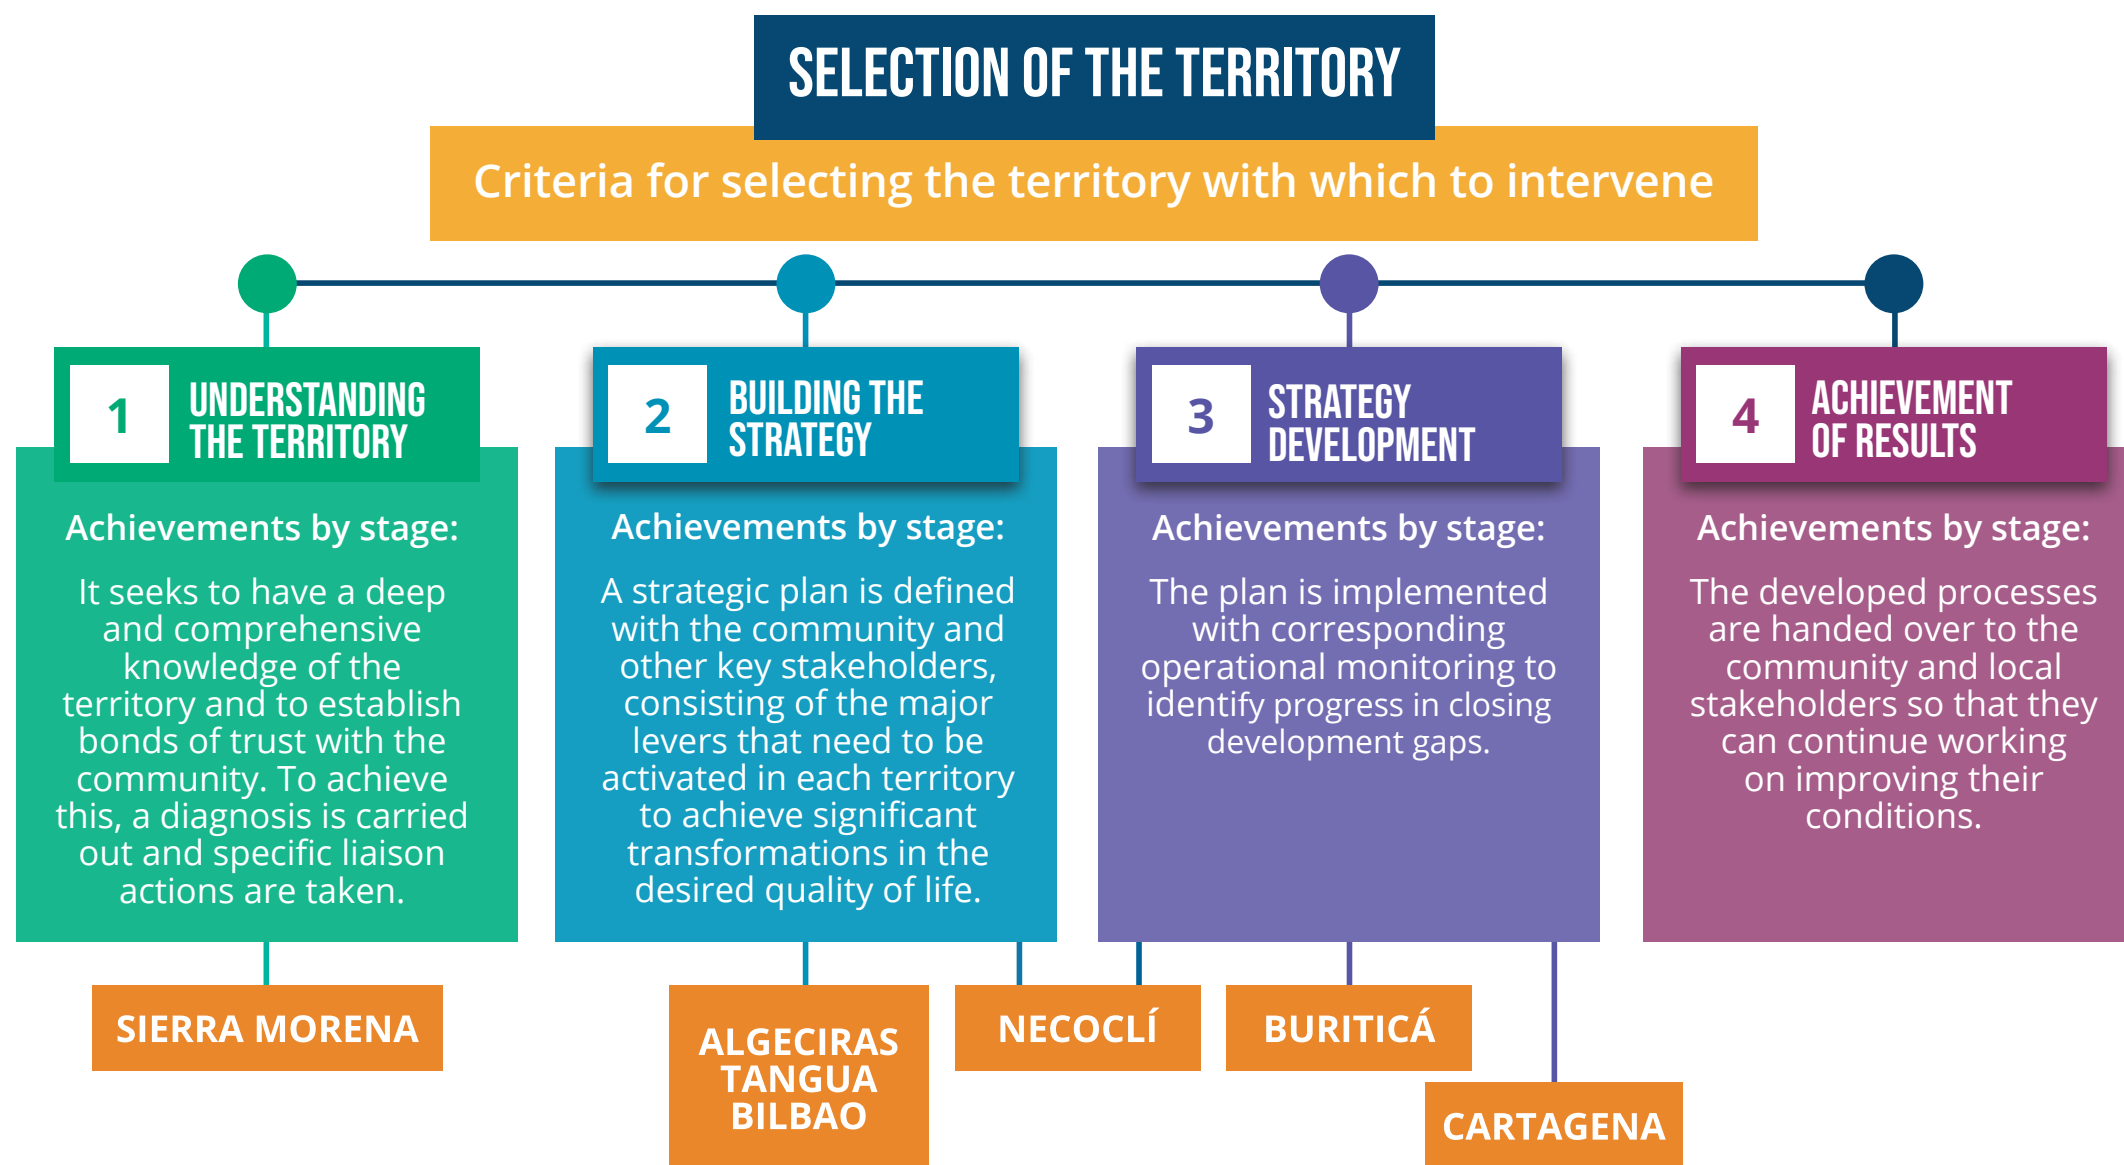 SELECTION OF THE TERRITORY
Criteria for selecting the territory with which to intervene
1
UNDERSTANDING
THE TERRITORY
Achievements by stage:
It seeks to have a deep
and comprehensive
knowledge of the
territory and to establish
bonds of trust with the
community. To achieve
this, a diagnosis is carried
out and specific liaison
actions are taken.
SIERRA MORENA
2
BUILDING THE
STRATEGY
Achievements by stage:
A strategic plan is defined
with the community and
other key stakeholders,
consisting of the major
levers that need to be
activated in each territory
to achieve significant
transformations in the
desired quality of life.
ALGECIRAS
TANGUA
BILBAO
NECOCLÍ
3
STRATEGY
DEVELOPMENT
Achievements by stage:
The plan is implemented
with corresponding
operational monitoring to
identify progress in closing
development gaps.
BURITICÁ
CARTAGENA
4
ACHIEVEMENT
OF RESULTS
Achievements by stage:
The developed processes
are handed over to the
community and local
stakeholders so that they
can continue working
on improving their
conditions.